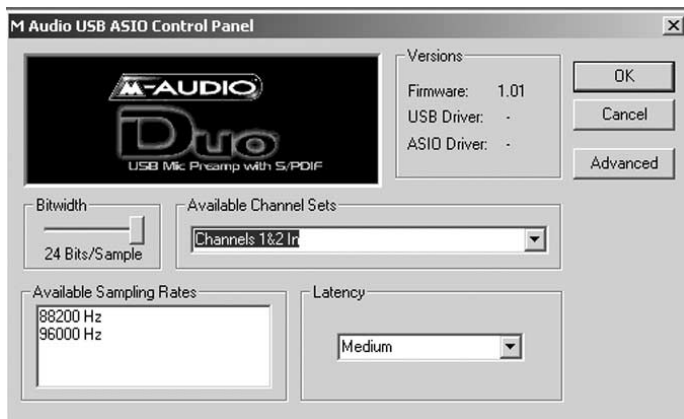 M Audio USB ASIO Control Panel
M-AUDIO
Duo
USB Mic Preamp with S/PDIF
Versions
Firmware: 1.01
USB Driver: -
ASIO Driver: -
OK
Cancel
Advanced
Bitwidth
24 Bits/Sample
Available Channel Sets
Channels 1&2 In
Available Sampling Rates
88200 Hz
96000 Hz
Latency
Medium